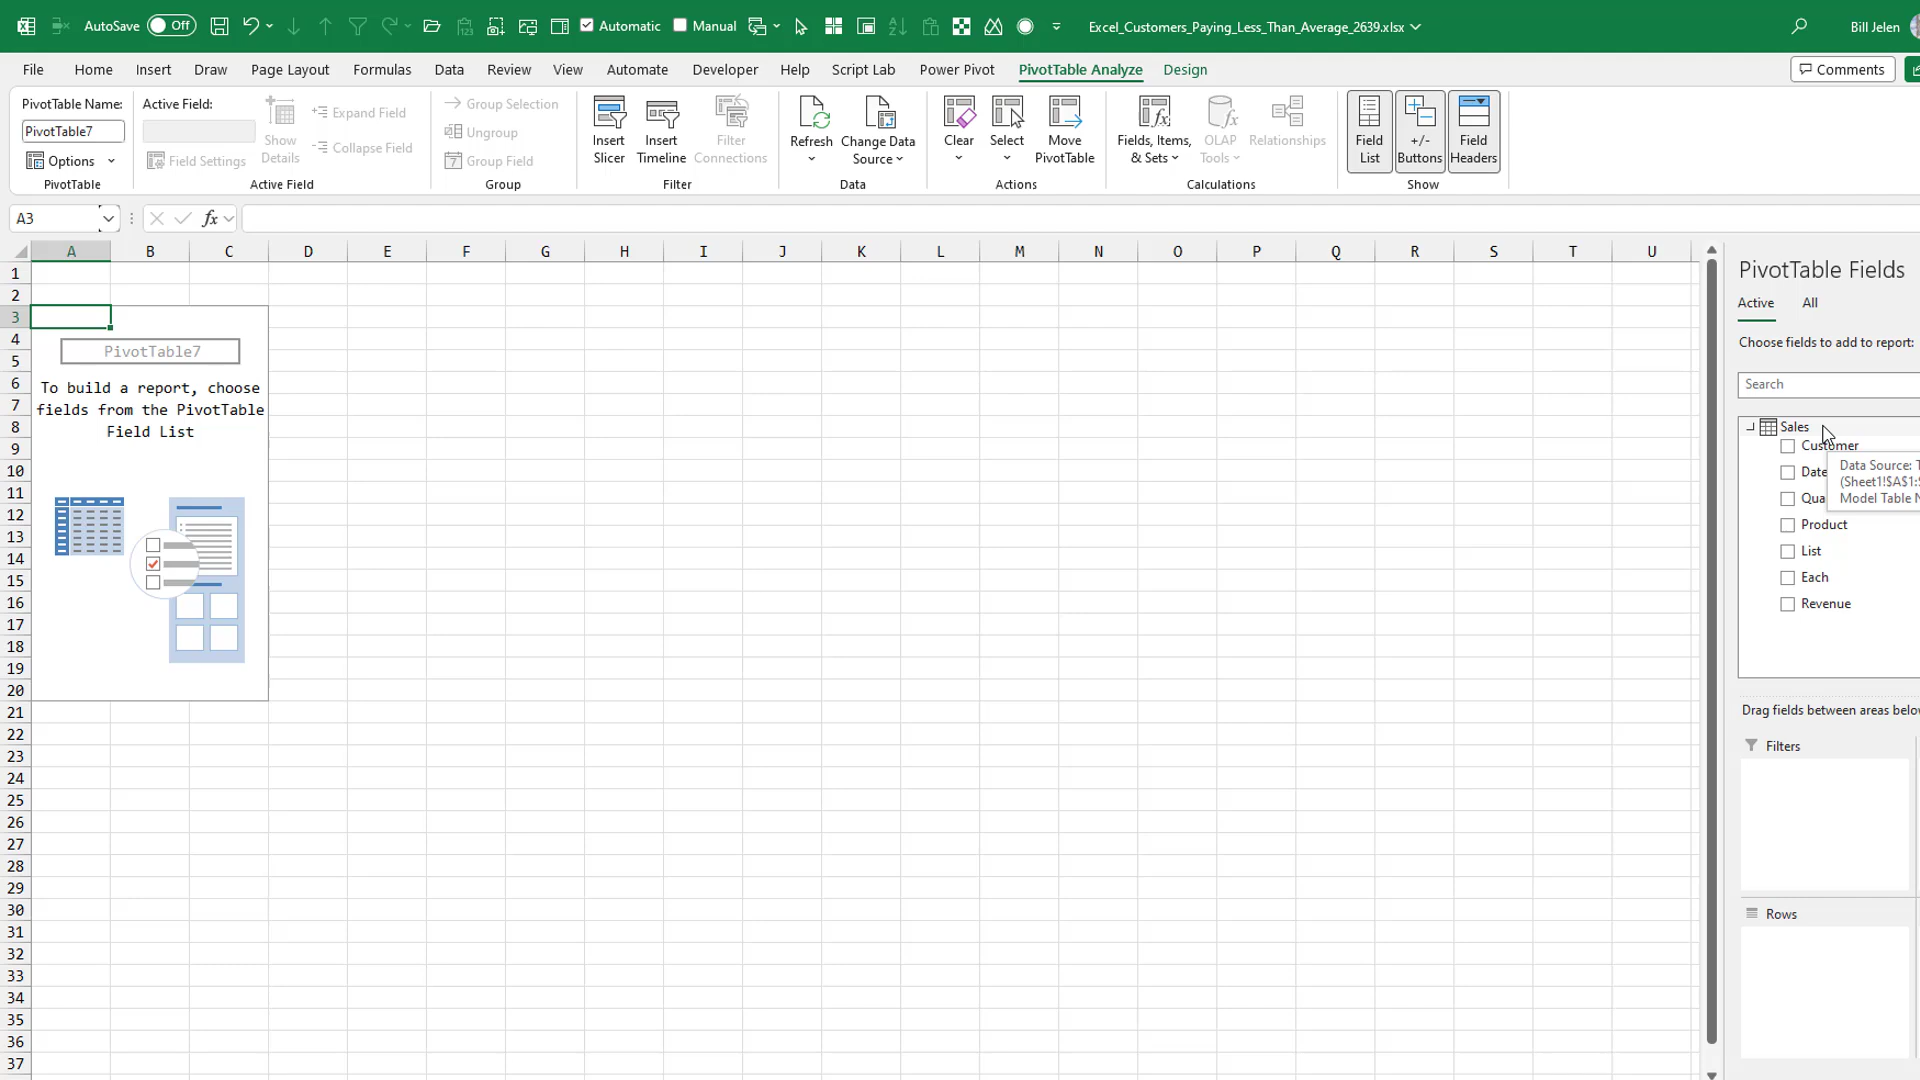 AutoSave Off Automatic Manual Excel_Customers_Paying_Less_Than_Average_2639.xlsx Bill Jelen
File Home Insert Draw Page Layout Formulas Data Review View Automate Developer Help Script Lab Power Pivot PivotTable Analyze Design Comments
PivotTable Name:
PivotTable7
Options
PivotTable
Active Field:
Field Settings
Show Details
Expand Field
Collapse Field
Active Field
Group Selection
Ungroup
Group Field
Group
Insert Slicer
Insert Timeline
Filter Connections
Filter
Refresh
Change Data Source
Data
Clear
Select
Move PivotTable
Actions
Fields, Items, & Sets
OLAP Tools
Relationships
Calculations
Field List
+/- Buttons
Field Headers
Show
A3 fx
A B C D E F G H I J K L M N O P Q R S T U
1
2
3
4
5
6
7
8
9
10
11
12
13
14
15
16
17
18
19
20
21
22
23
24
25
26
27
28
29
30
31
32
33
34
35
36
37
PivotTable7
To build a report, choose
fields from the PivotTable
Field List
PivotTable Fields
Active All
Choose fields to add to report:
Search
Sales
Customer
Date
Data Source: T
(Sheet1!$A$1:
Qua
Model Table N
Product
List
Each
Revenue
Drag fields between areas belo
Filters
Rows